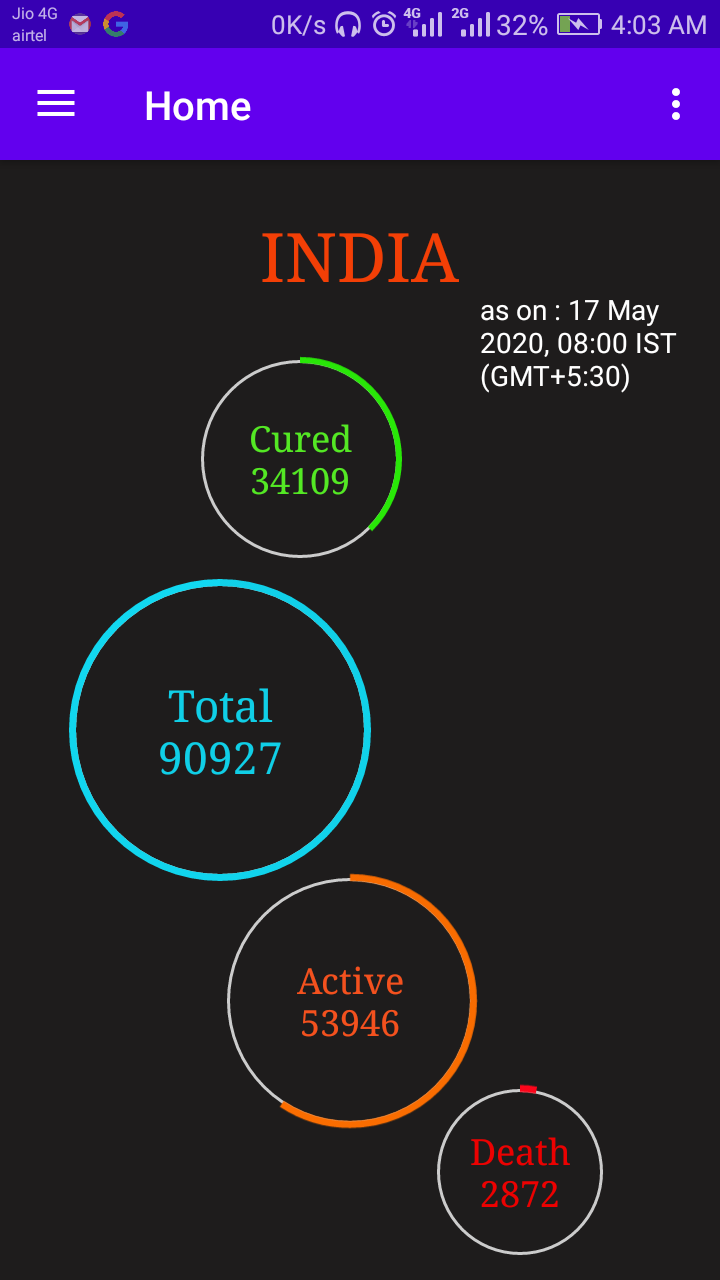 Jio 4G
airtel
0K/s 4G 2G 32% 4:03 AM
Home
INDIA
as on : 17 May
2020, 08:00 IST
(GMT+5:30)
Cured
34109
Total
90927
Active
53946
Death
2872